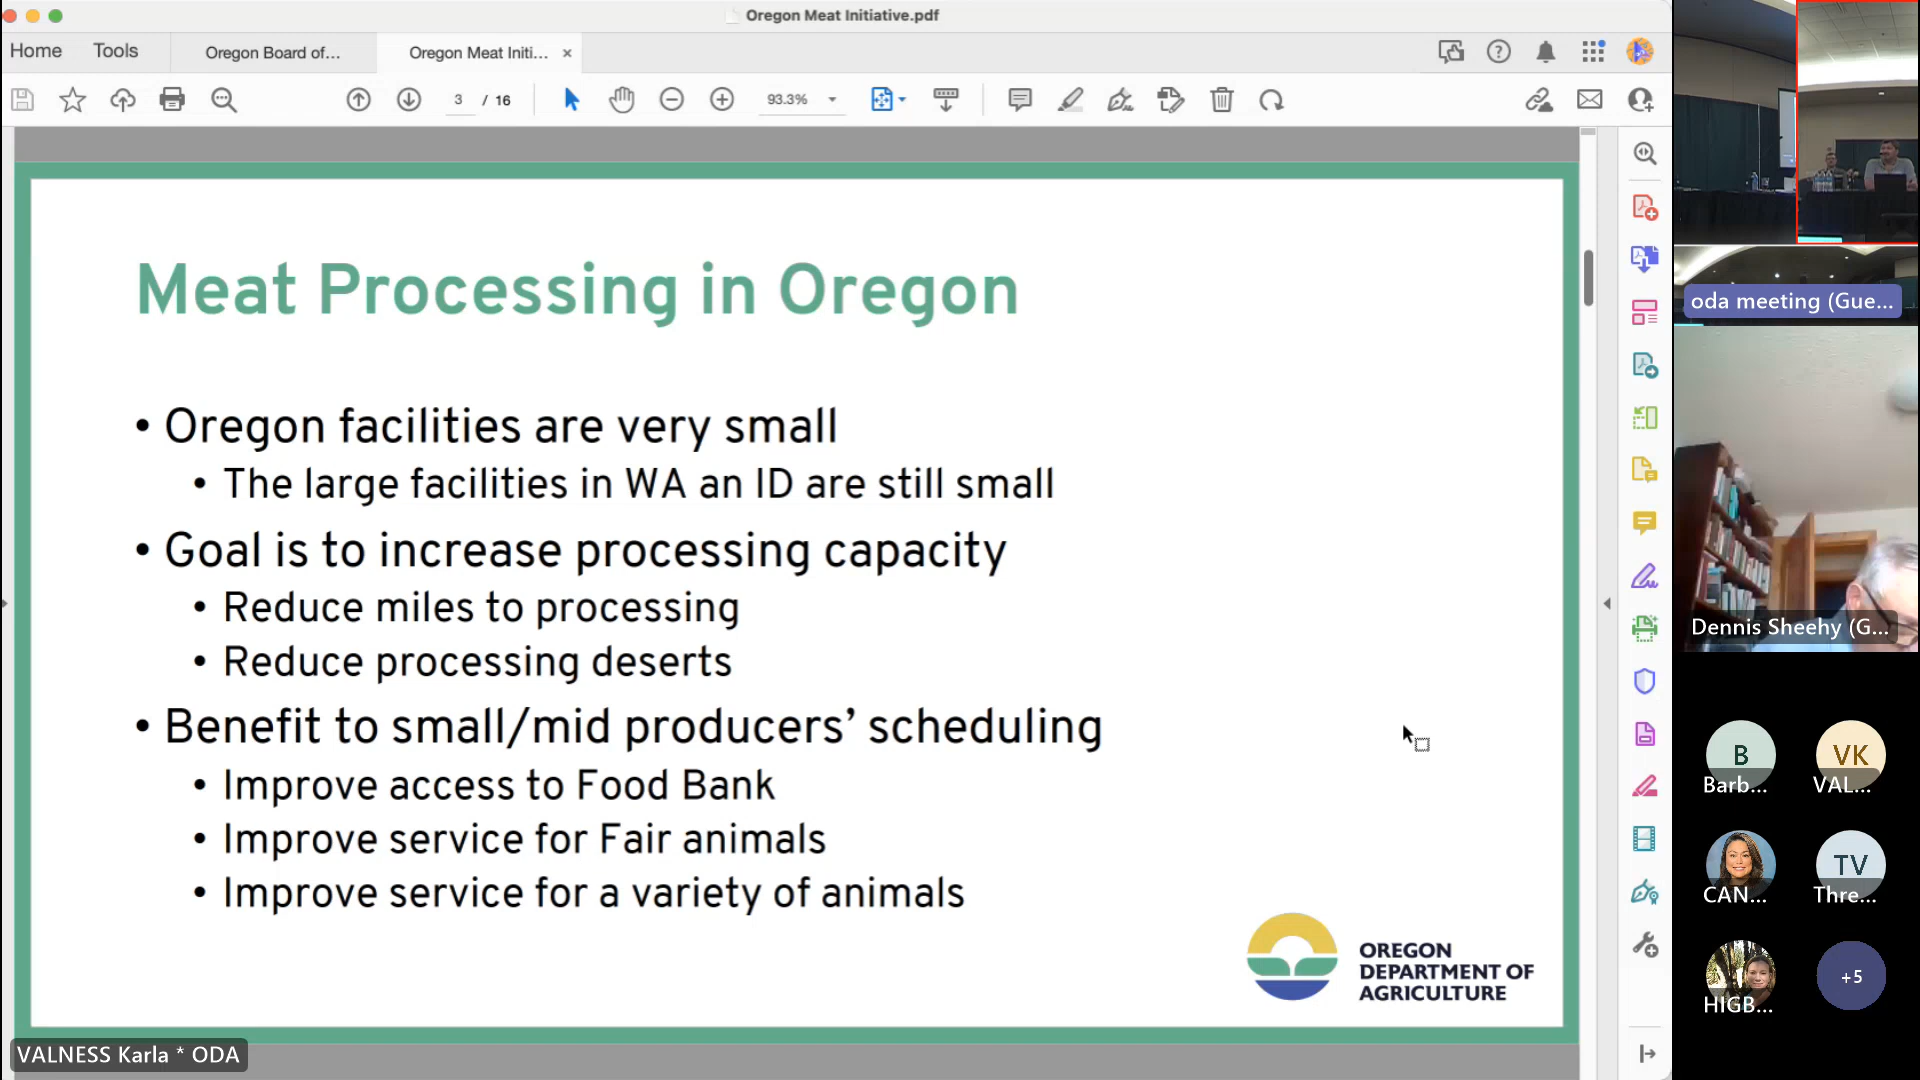 Oregon Meat Initiative.pdf
Home
Tools
Oregon Board of...
Oregon Meat Initi...
3 / 16
93.3%
Meat Processing in Oregon
• Oregon facilities are very small
• The large facilities in WA an ID are still small
• Goal is to increase processing capacity
• Reduce miles to processing
• Reduce processing deserts
• Benefit to small/mid producers’ scheduling
• Improve access to Food Bank
• Improve service for Fair animals
• Improve service for a variety of animals
OREGON
DEPARTMENT OF
AGRICULTURE
VALNESS Karla * ODA
oda meeting (Gue...
Dennis Sheehy (G...
B
Barb...
VK
VAL...
CAN...
TV
Thre...
HIGB...
+5